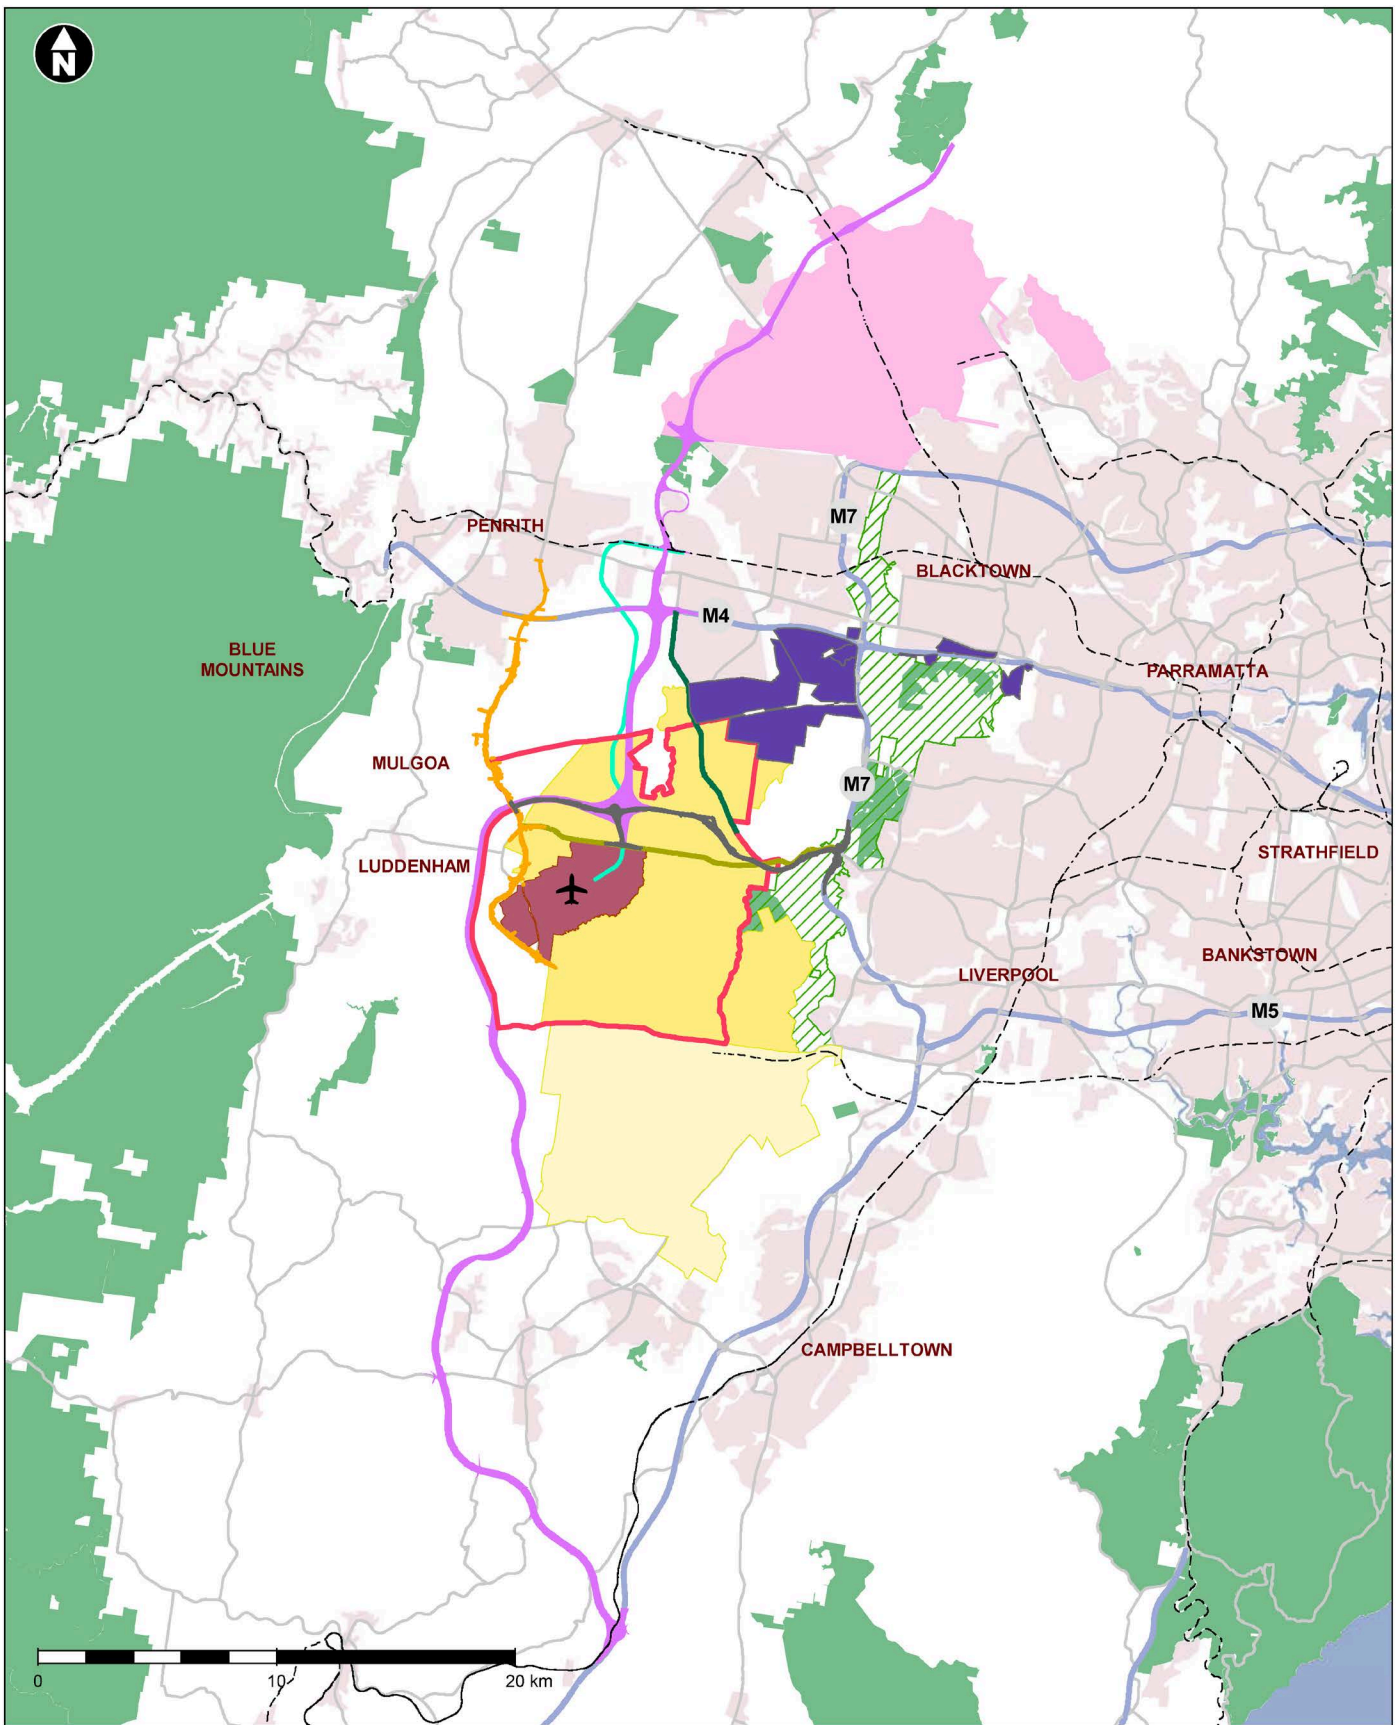 N
PENRITH
M7
BLACKTOWN
M4
BLUE
MOUNTAINS
PARRAMATTA
MULGOA
M7
LUDDENHAM
STRATHFIELD
LIVERPOOL
BANKSTOWN
M5
CAMPBELLTOWN
0
10
20 km